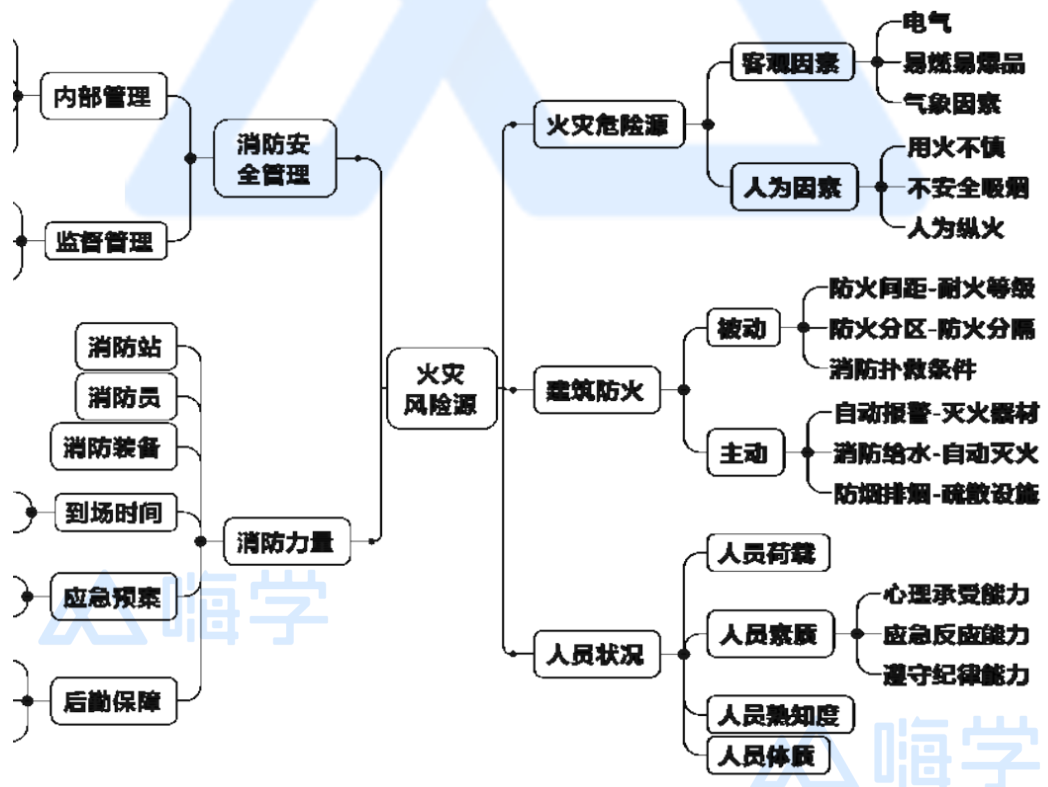 内部管理
监督管理
消防安
全管理
消防站
消防员
消防装备
到场时间
应急预案
后勤保障
消防力量
火灾
风险源
火灾危险源
客观因素
电气
易燃易爆品
气象因素
人为因素
用火不慎
不安全吸烟
人为纵火
建筑防火
被动
防火间距-耐火等级
防火分区-防火分隔
消防扑救条件
主动
自动报警-灭火器材
消防给水-自动灭火
防烟排烟-疏散设施
人员状况
人员荷载
人员素质
心理承受能力
应急反应能力
遵守纪律能力
人员熟知度
人员体质
嗨学
嗨学